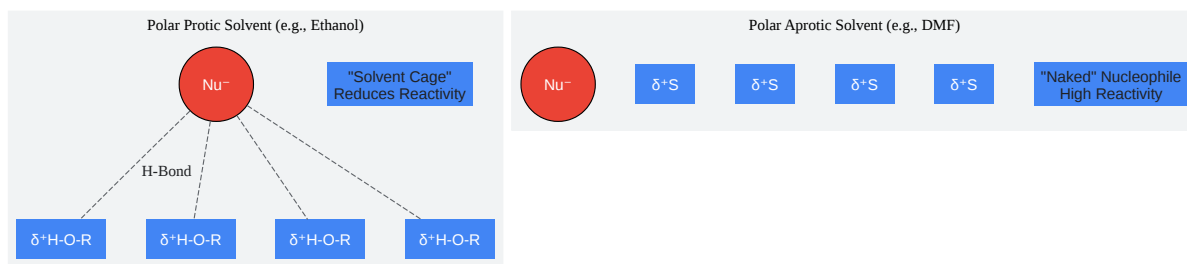 Polar Protic Solvent (e.g., Ethanol)
Nu⁻
"Solvent Cage"
Reduces Reactivity
H-Bond
δ⁺H-O-R
δ⁺H-O-R
δ⁺H-O-R
δ⁺H-O-R
Polar Aprotic Solvent (e.g., DMF)
Nu⁻
δ⁺S
δ⁺S
δ⁺S
δ⁺S
"Naked" Nucleophile
High Reactivity